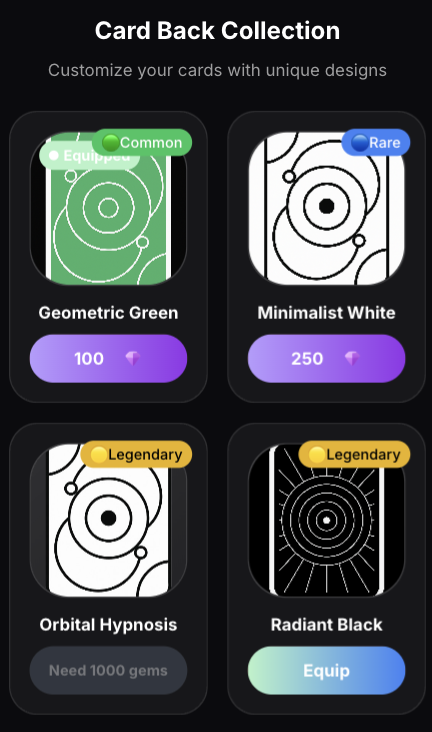 Card Back Collection
Customize your cards with unique designs
Common
Equipped
Rare
Geometric Green
Minimalist White
100
250
Legendary
Legendary
Orbital Hypnosis
Radiant Black
Need 1000 gems
Equip